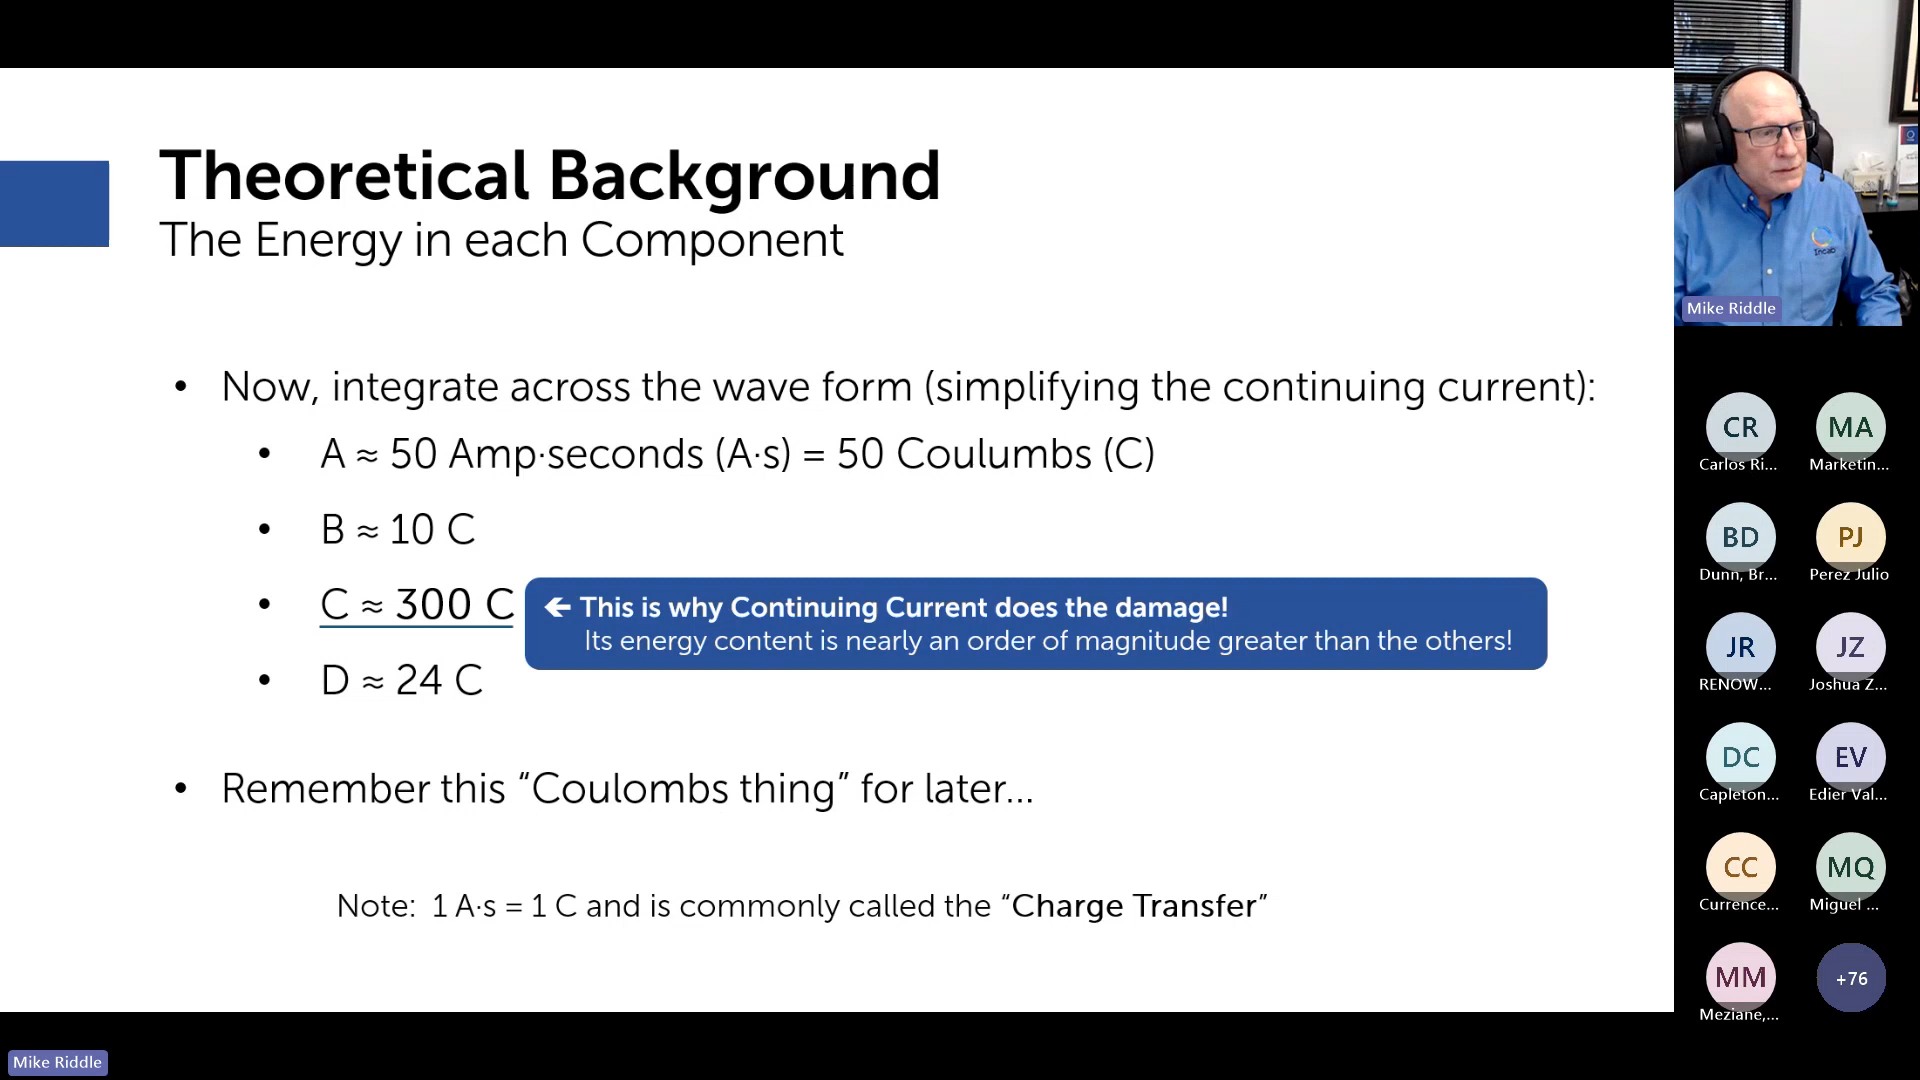 Theoretical Background
The Energy in each Component
• Now, integrate across the wave form (simplifying the continuing current):
• A ≈ 50 Amp·seconds (A·s) = 50 Coulumbs (C)
• B ≈ 10 C
• C ≈ 300 C
← This is why Continuing Current does the damage!
Its energy content is nearly an order of magnitude greater than the others!
• D ≈ 24 C
• Remember this “Coulombs thing” for later...
Note: 1 A·s = 1 C and is commonly called the “Charge Transfer”
Mike Riddle
Incab
Mike Riddle
CR
Carlos Ri...
MA
Marketin...
BD
Dunn, Br...
PJ
Perez Julio
JR
RENOW...
JZ
Joshua Z...
DC
Capleton...
EV
Edier Val...
CC
Currence...
MQ
Miguel ...
MM
Meziane,...
+76